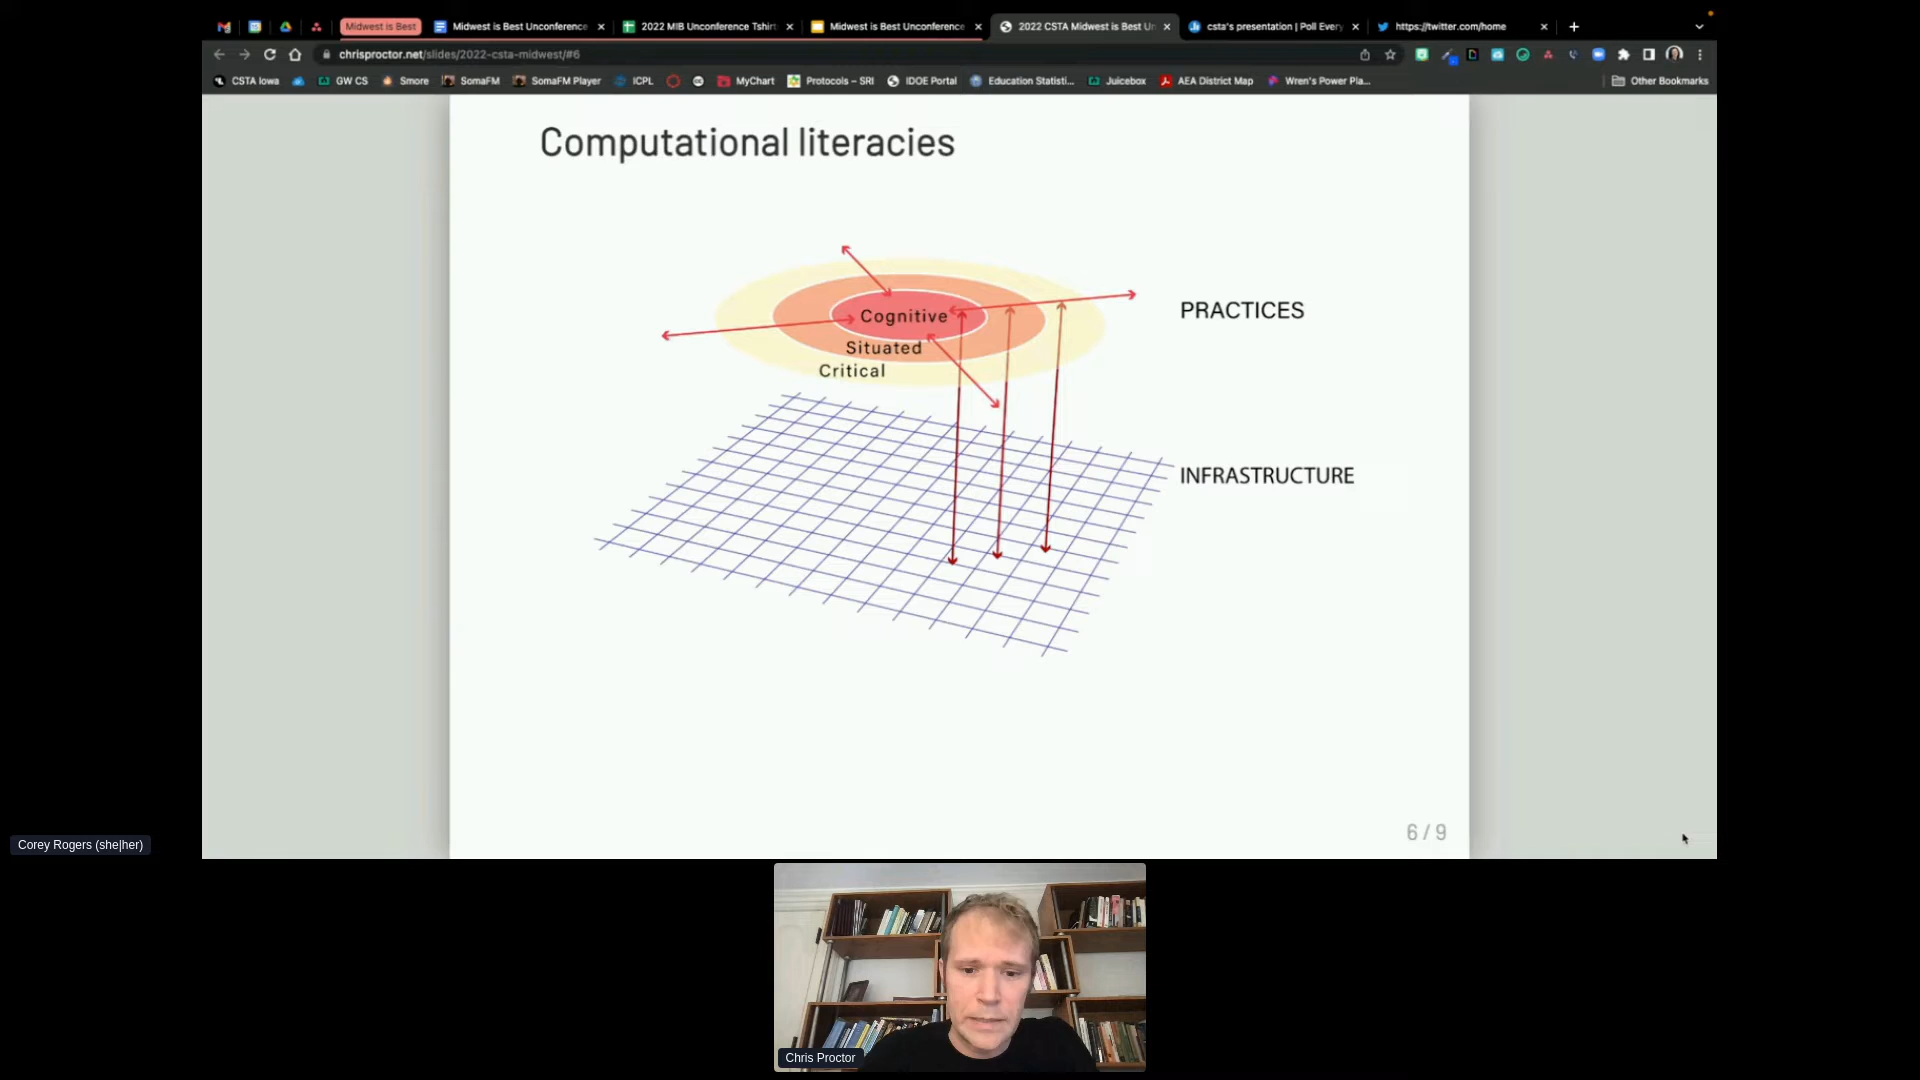 Midwest is Best
Midwest is Best Unconference
2022 MIB Unconference Tshirt
Midwest is Best Unconference
2022 CSTA Midwest is Best Un
csta's presentation | Poll Every
https://twitter.com/home
chrisproctor.net/slides/2022-csta-midwest/#6
CSTA Iowa
GW CS
Smore
SomaFM
SomaFM Player
ICPL
MyChart
Protocols – SRI
IDOE Portal
Education Statisti...
Juicebox
AEA District Map
Wren's Power Pla...
Other Bookmarks
Computational literacies
Cognitive
Situated
Critical
PRACTICES
INFRASTRUCTURE
6 / 9
Corey Rogers (she|her)
Chris Proctor